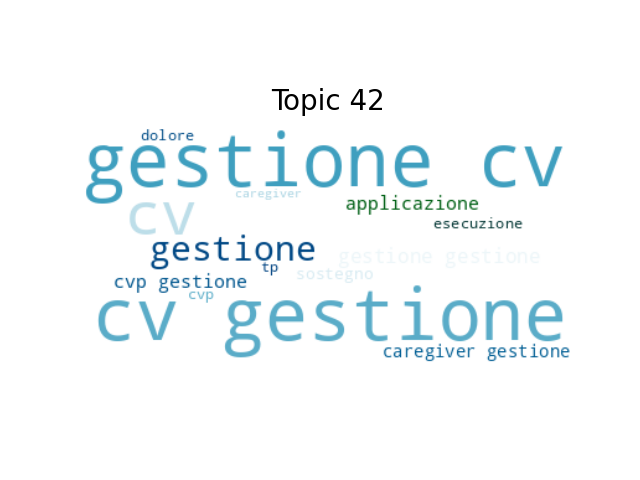 Topic 42
dolore
gestione cv
caregiver
cv
applicazione
esecuzione
gestione
gestione gestione
tp
sostegno
cvp gestione
cvp
cv gestione
caregiver gestione